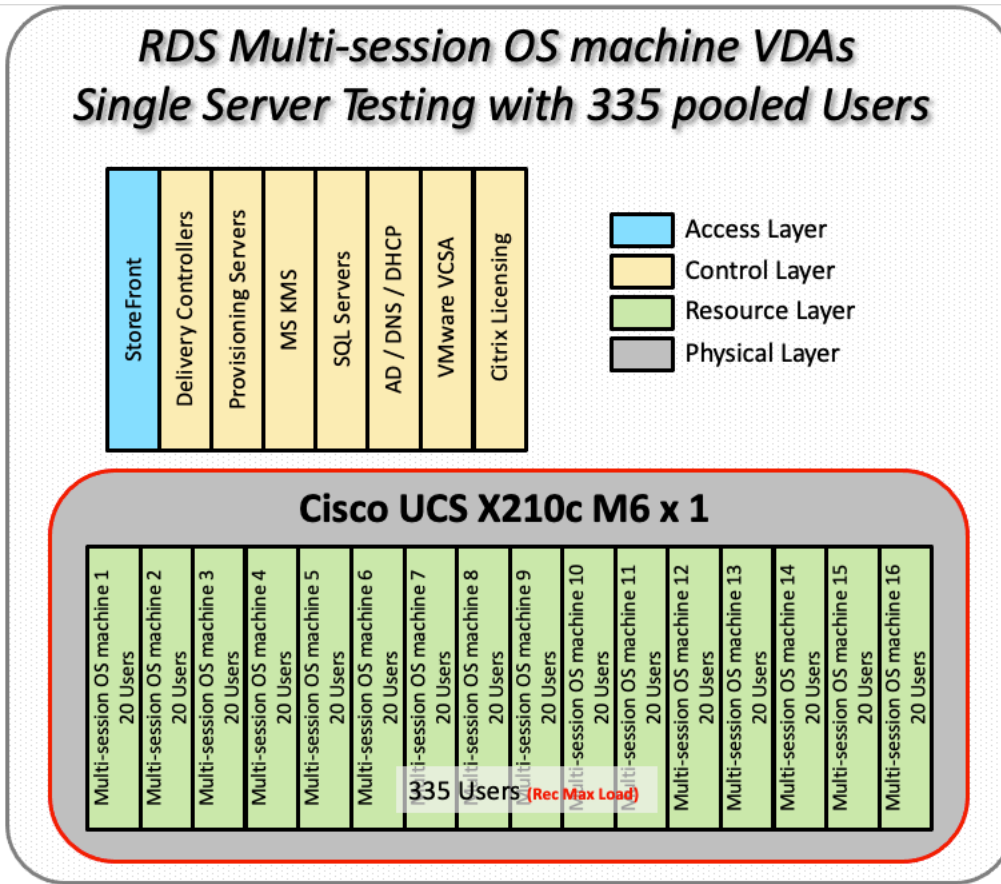 RDS Multi-session OS machine VDAs
Single Server Testing with 335 pooled Users
StoreFront
Delivery Controllers
Provisioning Servers
MS KMS
SQL Servers
AD / DNS / DHCP
VMware VCSA
Citrix Licensing
Access Layer
Control Layer
Resource Layer
Physical Layer
Cisco UCS X210c M6 x 1
Multi-session OS machine 1
20 Users
Multi-session OS machine 2
20 Users
Multi-session OS machine 3
20 Users
Multi-session OS machine 4
20 Users
Multi-session OS machine 5
20 Users
Multi-session OS machine 6
20 Users
Multi-session OS machine 7
20 Users
Multi-session OS machine 8
20 Users
Multi-session OS machine 9
20 Users
Multi-session OS machine 10
20 Users
Multi-session OS machine 11
20 Users
Multi-session OS machine 12
20 Users
Multi-session OS machine 13
20 Users
Multi-session OS machine 14
20 Users
Multi-session OS machine 15
20 Users
Multi-session OS machine 16
20 Users
335 Users (Rec Max Load)